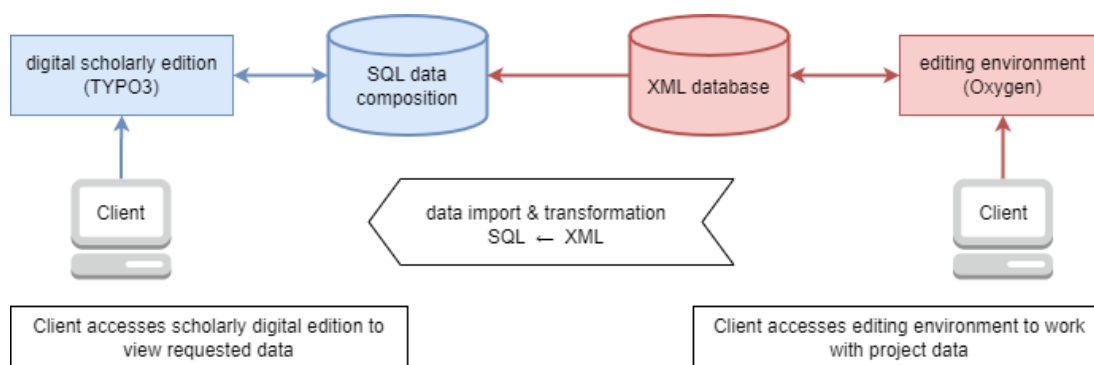 digital scholarly edition
(TYPO3)
SQL data
composition
XML database
editing environment
(Oxygen)
Client
data import & transformation
SQL ← XML
Client
Client accesses scholarly digital edition to
view requested data
Client accesses editing environment to work
with project data